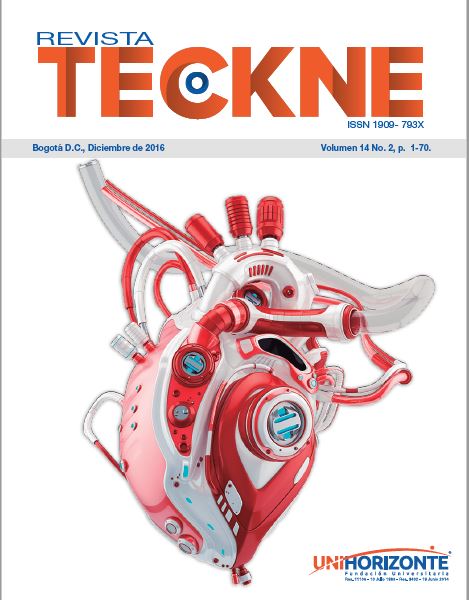 REVISTA
TECKNE
ISSN 1909- 793X
Bogotá D.C., Diciembre de 2016 Volumen 14 No. 2, p. 1-70.
UNIHORIZONTE
Fundación Universitaria